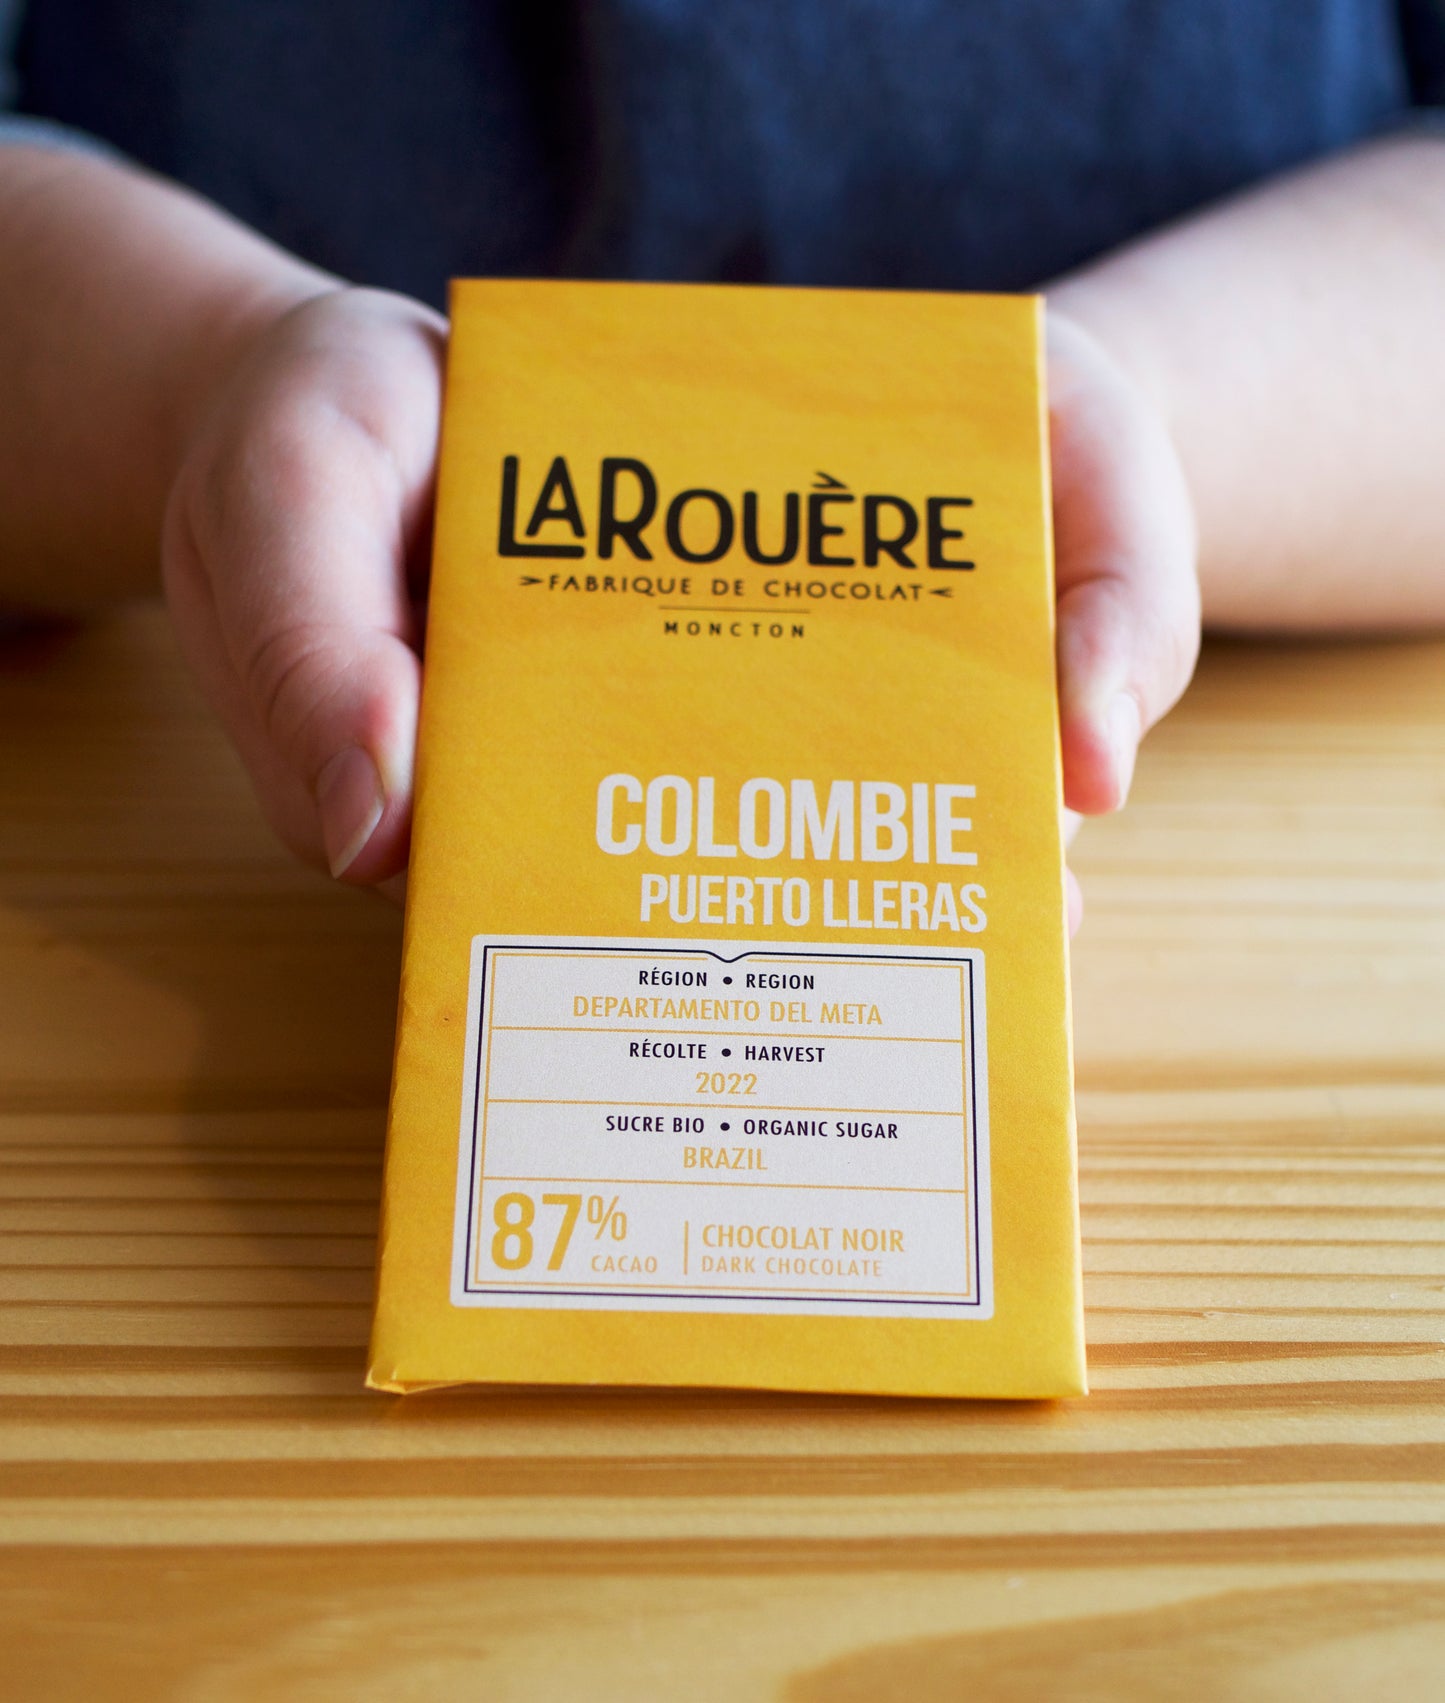 LAROUÈRE
FABRIQUE DE CHOCOLAT
MONCTON
COLOMBIE
PUERTO LLERAS
RÉGION • REGION
DEPARTAMENTO DEL META
RÉCOLTE • HARVEST
2022
SUCRE BIO • ORGANIC SUGAR
BRAZIL
87% CACAO | CHOCOLAT NOIR
DARK CHOCOLATE